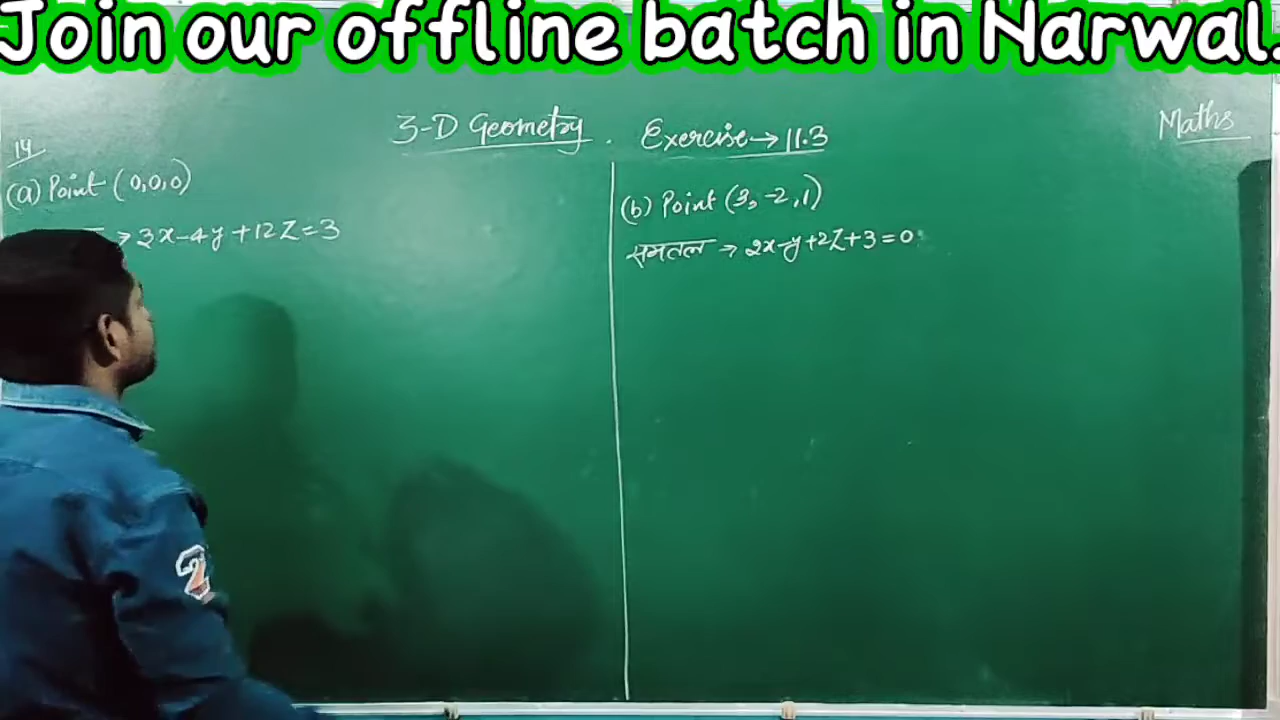 Join our offline batch in Narwal
3-D Geometry. Exercise→11.3
Maths
14
(a) Point (0,0,0)
→ 3x-4y+12Z=3
(b) Point (3,-2,1)
समतल → 2x-y+2Z+3=0
2